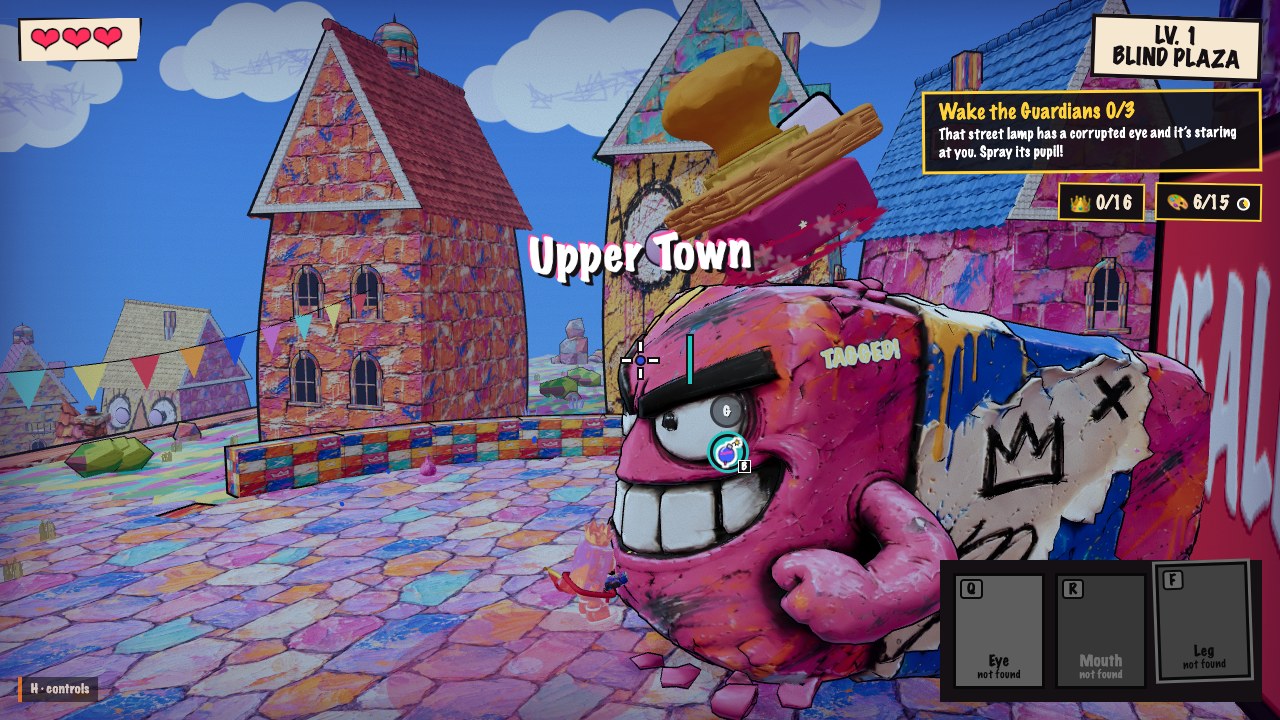 LV. 1
BLIND PLAZA
Wake the Guardians 0/3
That street lamp has a corrupted eye and it's staring
at you. Spray its pupil!
0/16
6/15
Upper Town
TAGGED!
G
B
Q
R
F
Eye
not found
Mouth
not found
Leg
not found
H · controls